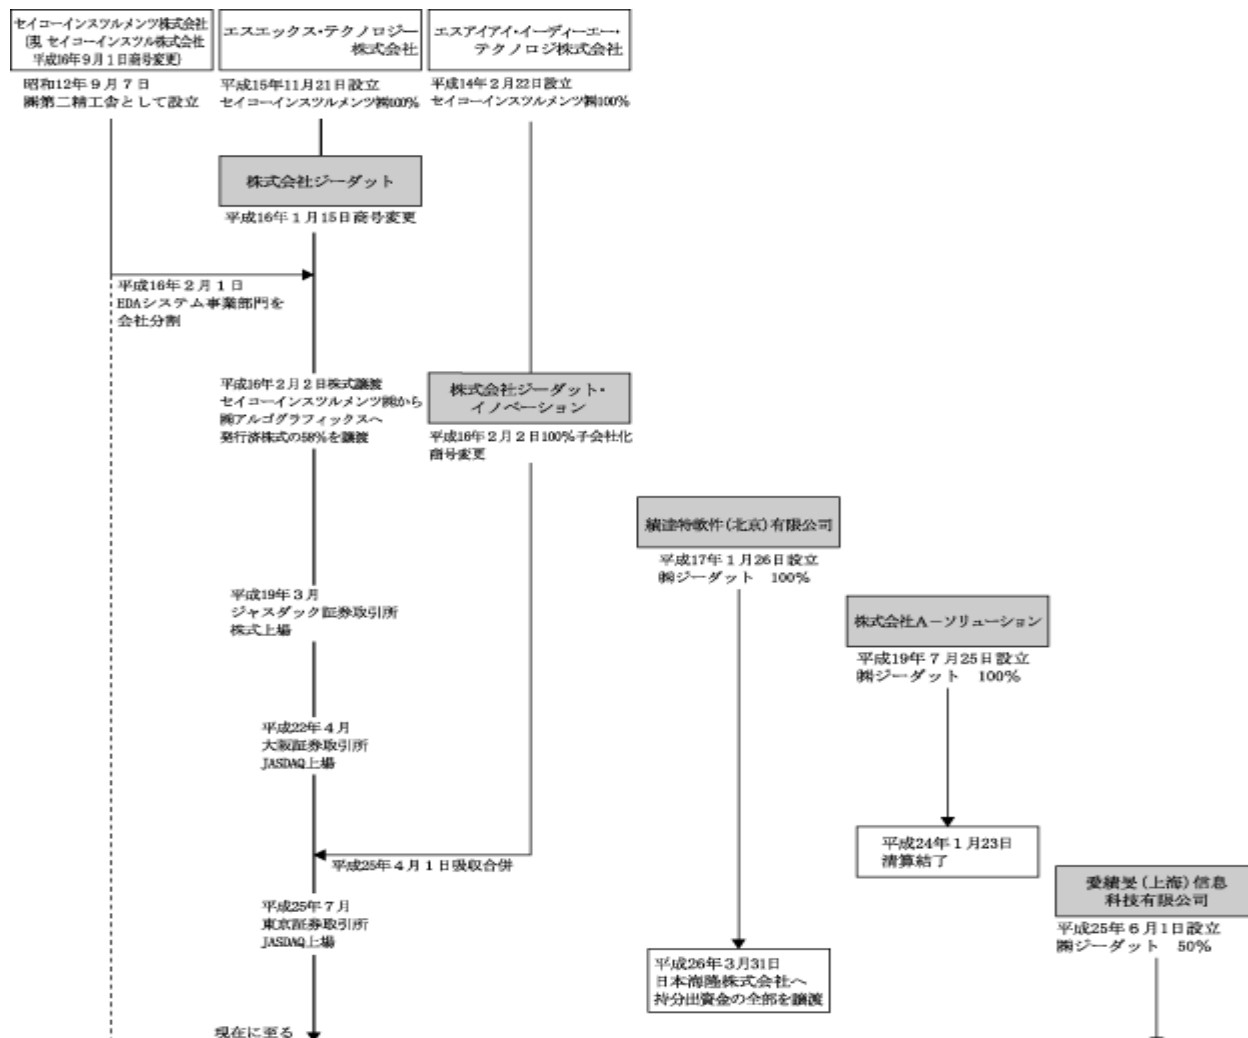 セイコーインスツルメンツ株式会社
(現 セイコーインスツル株式会社
平成16年9月1日商号変更)
昭和12年9月7日
㈱第二精工舎として設立
エスエックス・テクノロジー
株式会社
平成15年11月21日設立
セイコーインスツルメンツ㈱100%
エスアイアイ・イーディーエー・
テクノロジ株式会社
平成14年2月22日設立
セイコーインスツルメンツ㈱100%
株式会社ジーダット
平成16年1月15日商号変更
平成16年2月1日
EDAシステム事業部門を
会社分割
平成16年2月2日株式譲渡
セイコーインスツルメンツ㈱から
㈱アルゴグラフィックスへ
発行済株式の58%を譲渡
株式会社ジーダット・
イノベーション
平成16年2月2日100%子会社化
商号変更
績達特軟件(北京)有限公司
平成17年1月26日設立
㈱ジーダット 100%
平成19年3月
ジャスダック証券取引所
株式上場
株式会社A-ソリューション
平成19年7月25日設立
㈱ジーダット 100%
平成22年4月
大阪証券取引所
JASDAQ上場
平成24年1月23日
清算結了
平成25年4月1日吸収合併
愛績旻(上海)信息
科技有限公司
平成25年6月1日設立
㈱ジーダット 50%
平成25年7月
東京証券取引所
JASDAQ上場
平成26年3月31日
日本海隆株式会社へ
持分出資金の全部を譲渡
現在に至る